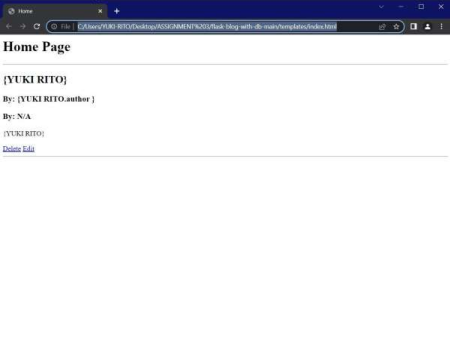 Home
File
C:/Users/YUKI-RITO/Desktop/ASSIGNMENT%203/flask-blog-with-db-main/templates/index.html
Home Page
{YUKI RITO}
By: {YUKI RITO.author }
By: N/A
{YUKI RITO}
Delete Edit